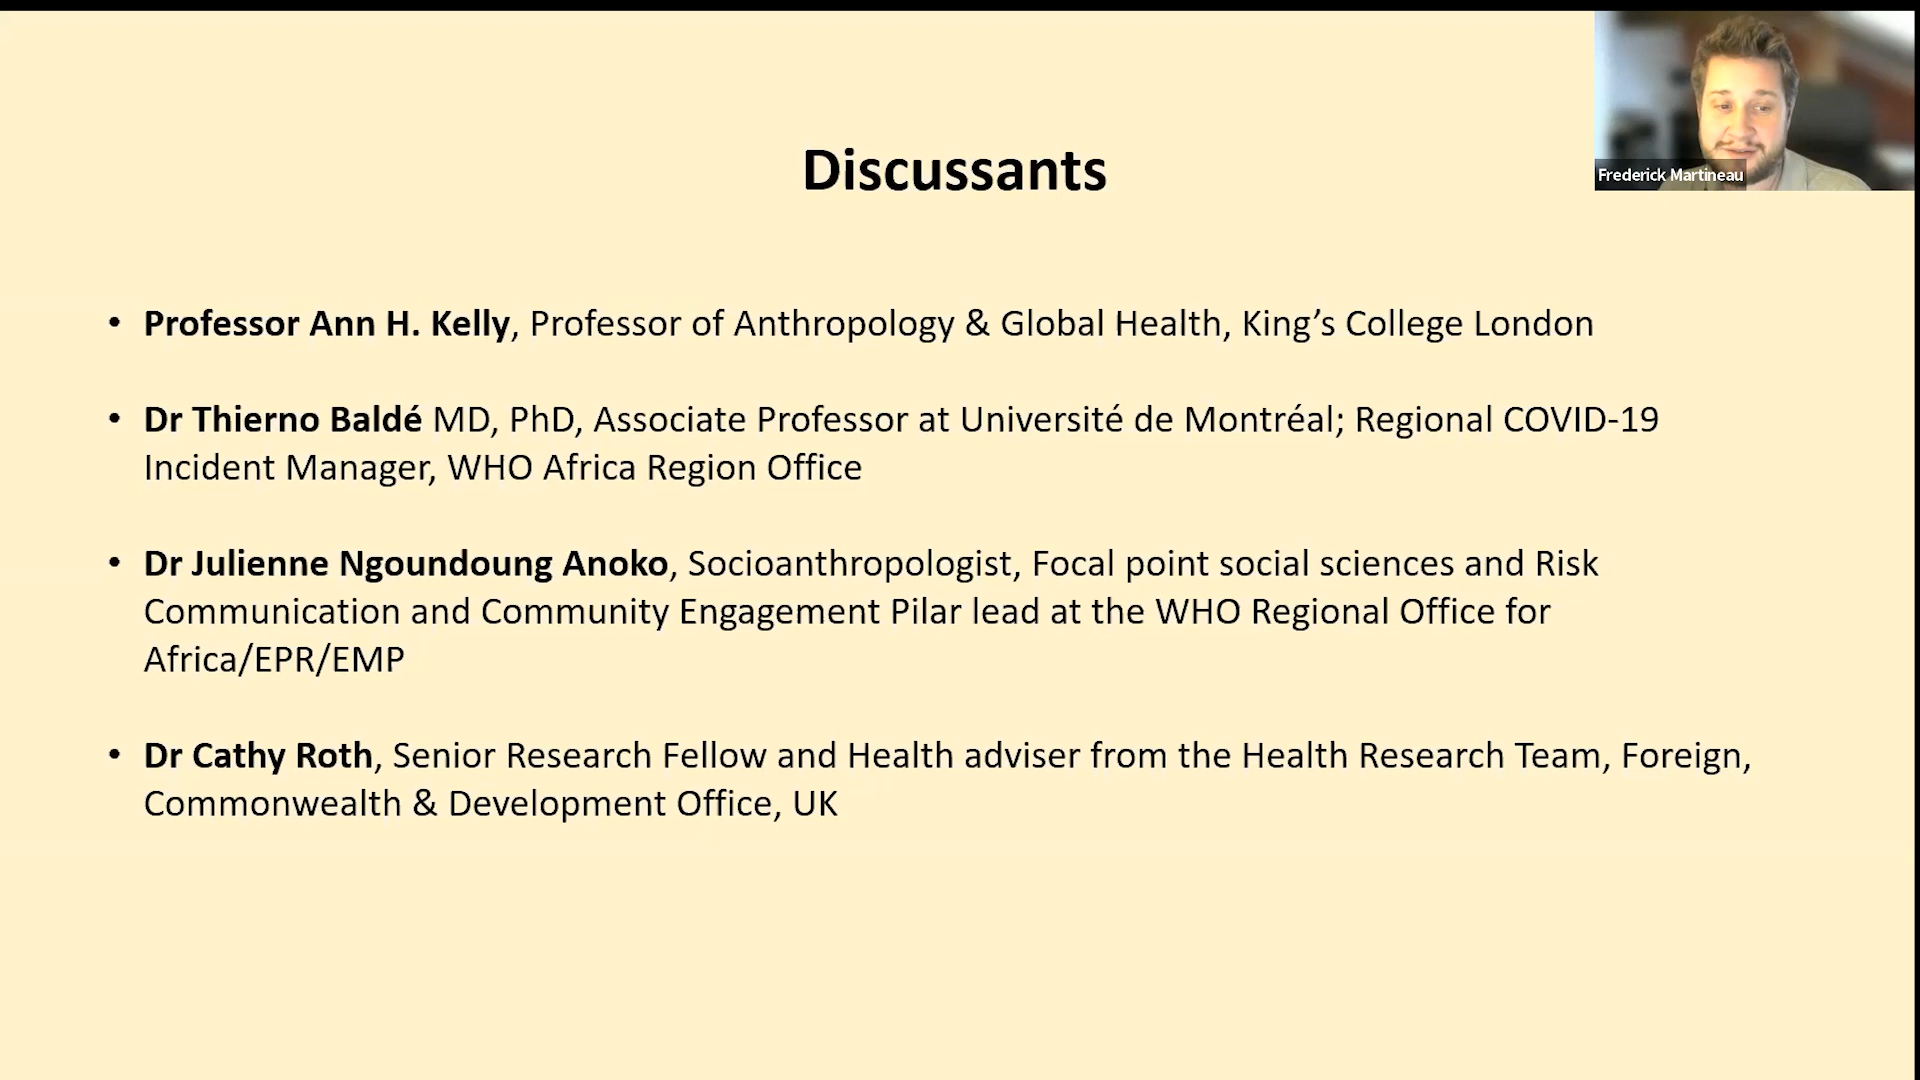 Frederick Martineau
Discussants
• Professor Ann H. Kelly, Professor of Anthropology & Global Health, King’s College London
• Dr Thierno Baldé MD, PhD, Associate Professor at Université de Montréal; Regional COVID-19
Incident Manager, WHO Africa Region Office
• Dr Julienne Ngoundoung Anoko, Socioanthropologist, Focal point social sciences and Risk
Communication and Community Engagement Pilar lead at the WHO Regional Office for
Africa/EPR/EMP
• Dr Cathy Roth, Senior Research Fellow and Health adviser from the Health Research Team, Foreign,
Commonwealth & Development Office, UK